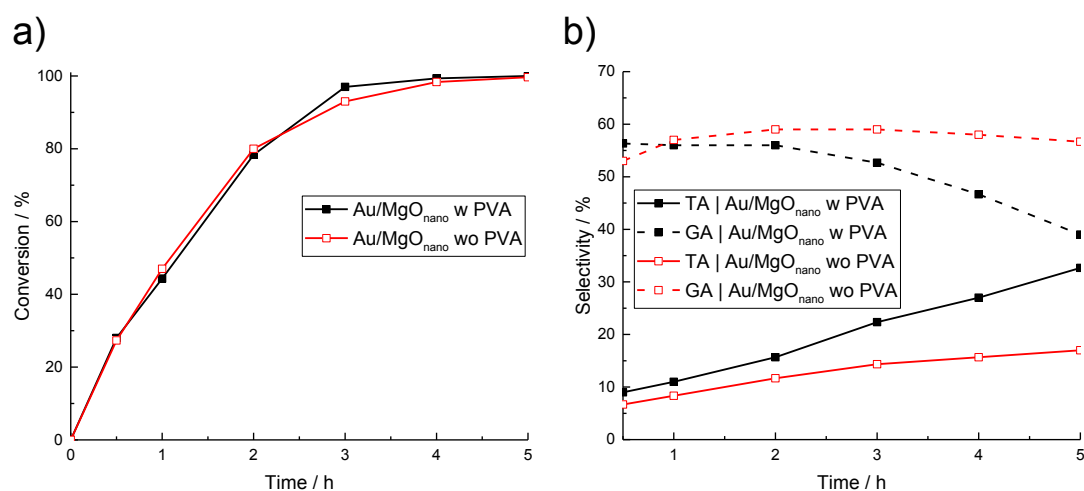 a)
100
80
60
40
20
0
Conversion / %
0 1 2 3 4 5
Time / h
Au/MgOnano w PVA
Au/MgOnano wo PVA
b)
70
60
50
40
30
20
10
0
Selectivity / %
1 2 3 4 5
Time / h
TA | Au/MgOnano w PVA
GA | Au/MgOnano w PVA
TA | Au/MgOnano wo PVA
GA | Au/MgOnano wo PVA